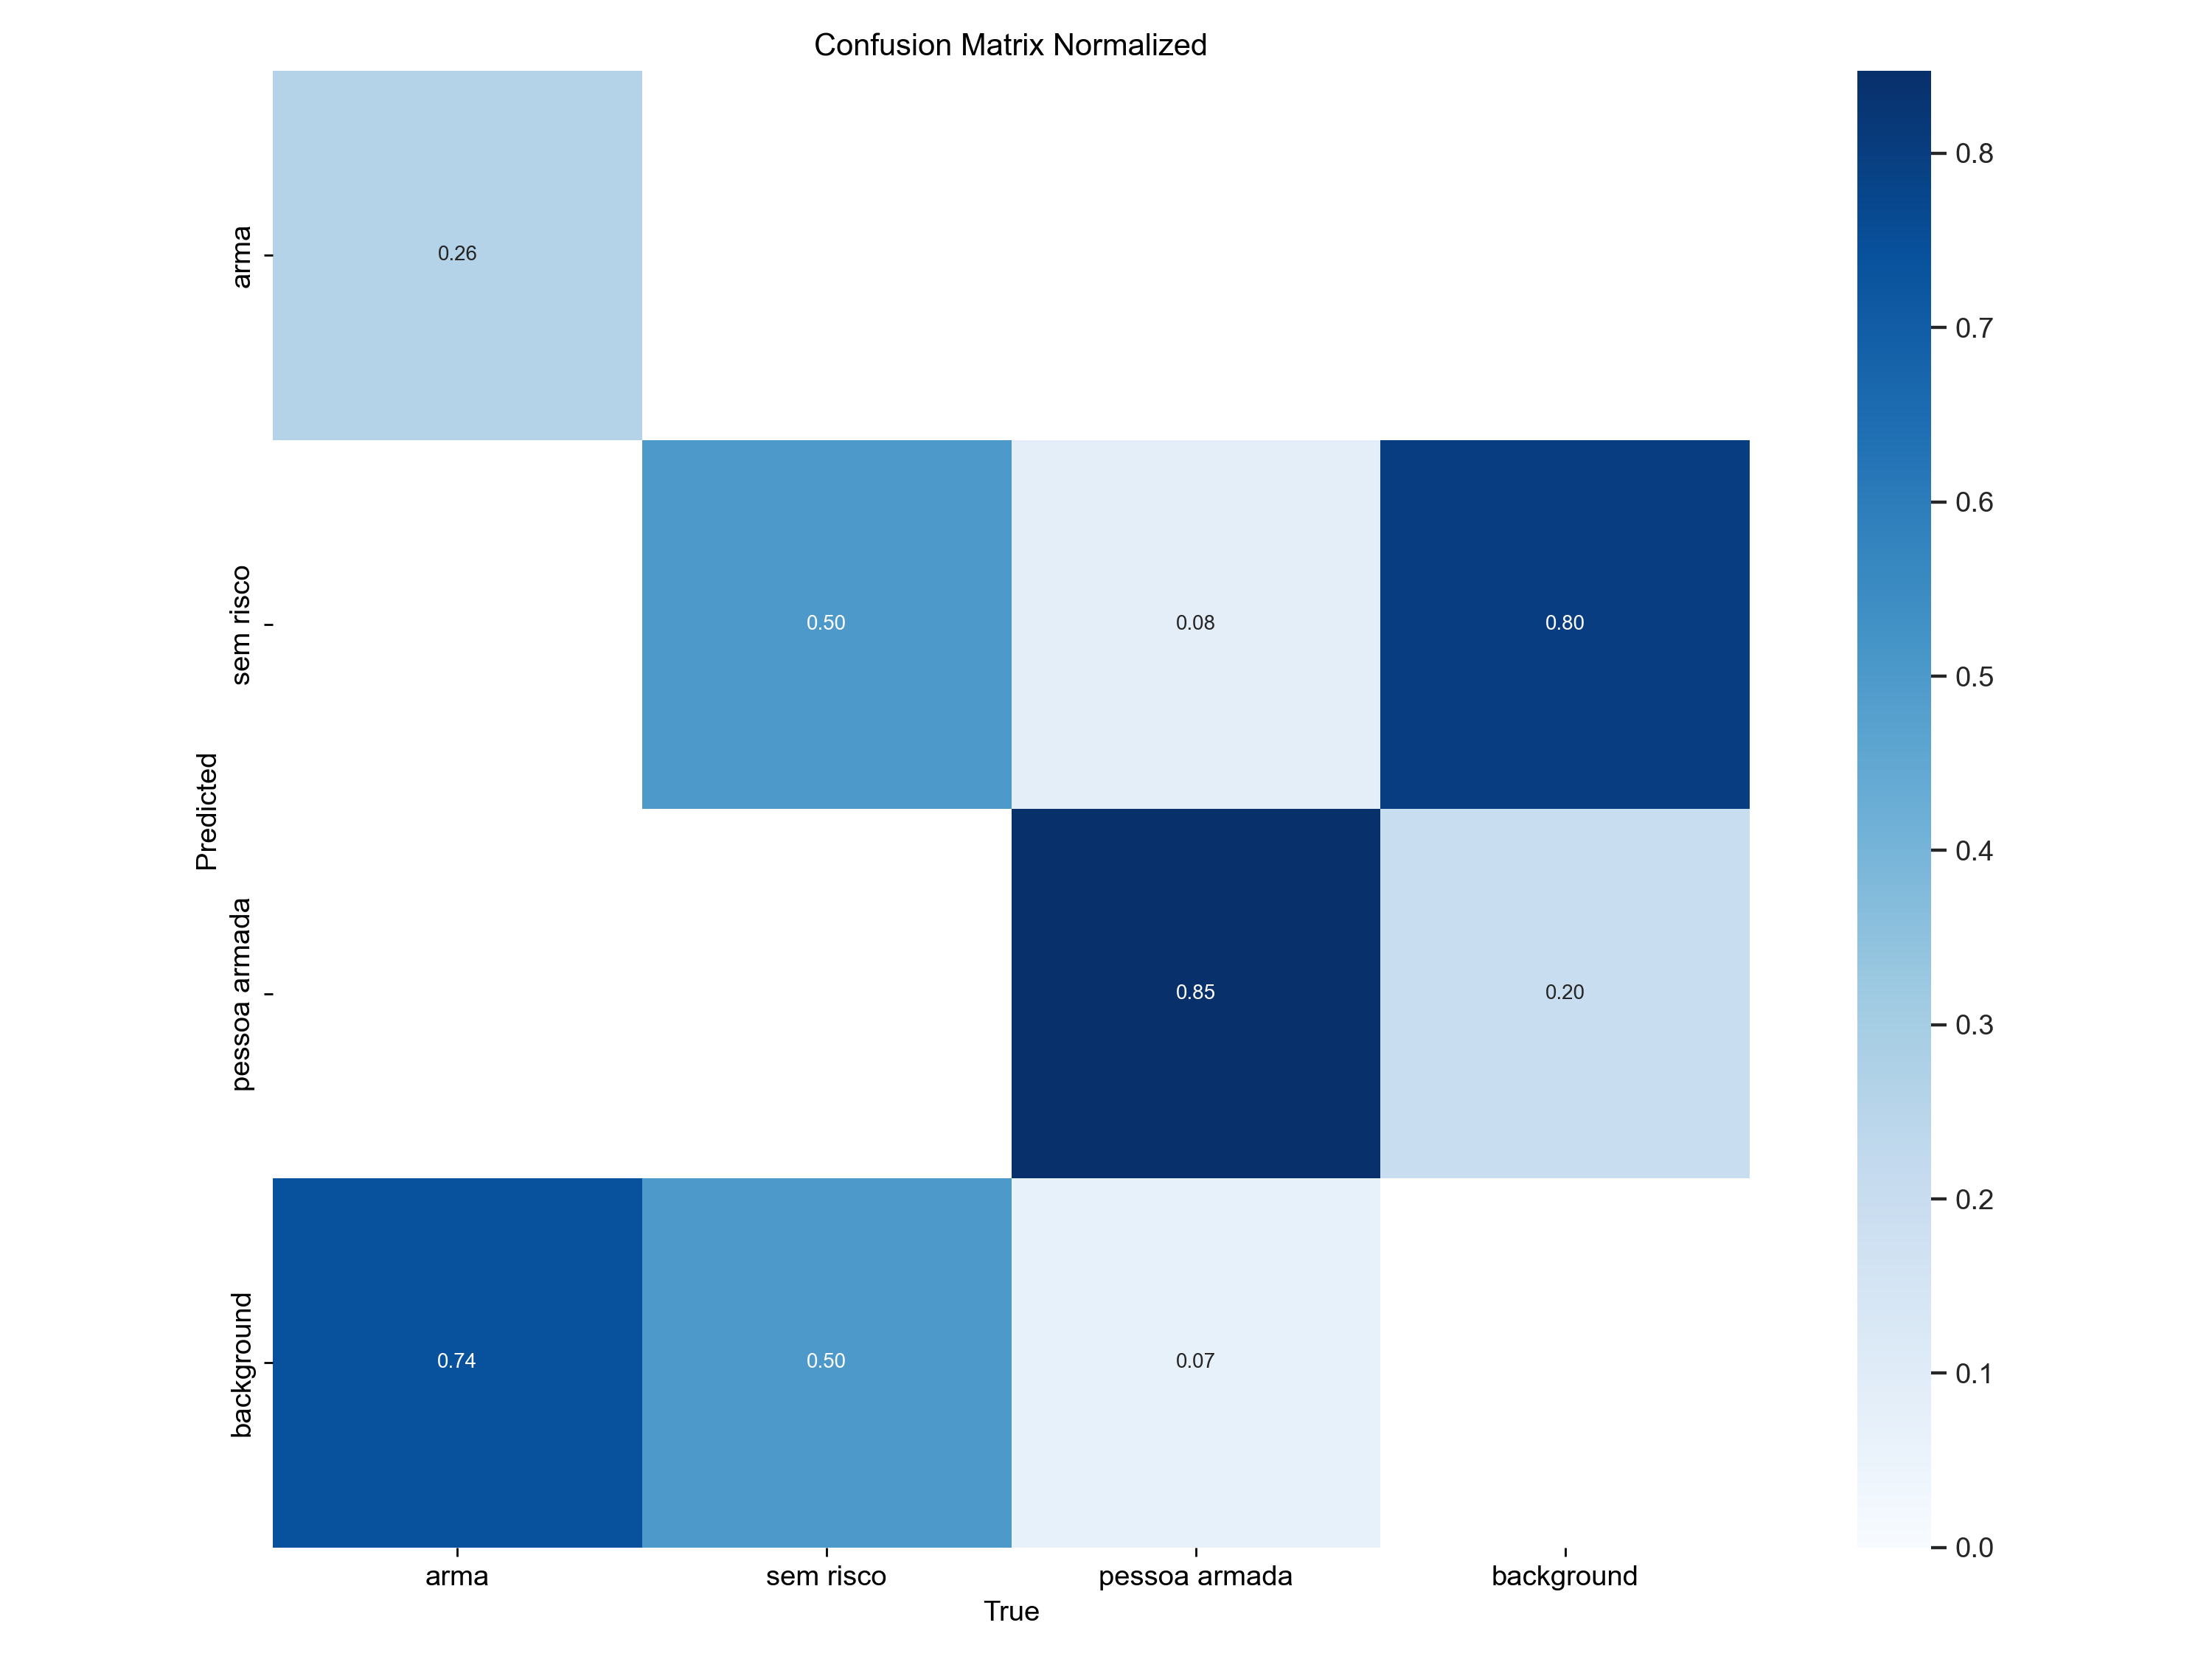 Confusion Matrix Normalized
arma
0.26
sem risco
0.50
0.08
0.80
pessoa armada
0.85
0.20
background
0.74
0.50
0.07
Predicted
arma
sem risco
pessoa armada
background
True
0.8
0.7
0.6
0.5
0.4
0.3
0.2
0.1
0.0